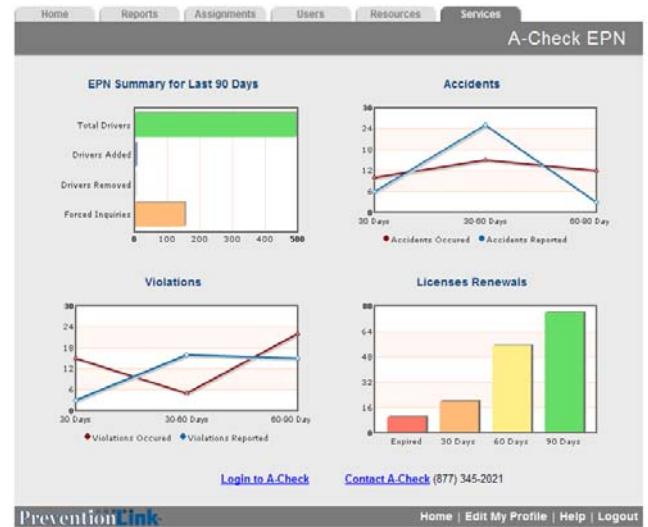 Home Reports Assignments Users Resources Services
A-Check EPN
EPN Summary for Last 90 Days
Total Drivers
Drivers Added
Drivers Removed
Forced Inquiries
0 100 200 300 400 500
Accidents
30
24
18
12
6
0
30 Days 30-60 Days 60-90 Day
Accidents Occured Accidents Reported
Violations
30
24
18
12
6
0
30 Days 30-60 Days 60-90 Day
Violations Occured Violations Reported
Licenses Renewals
80
64
48
32
16
0
Expired 30 Days 60 Days 90 Days
Login to A-Check Contact A-Check (877) 345-2021
PreventionLink Home | Edit My Profile | Help | Logout